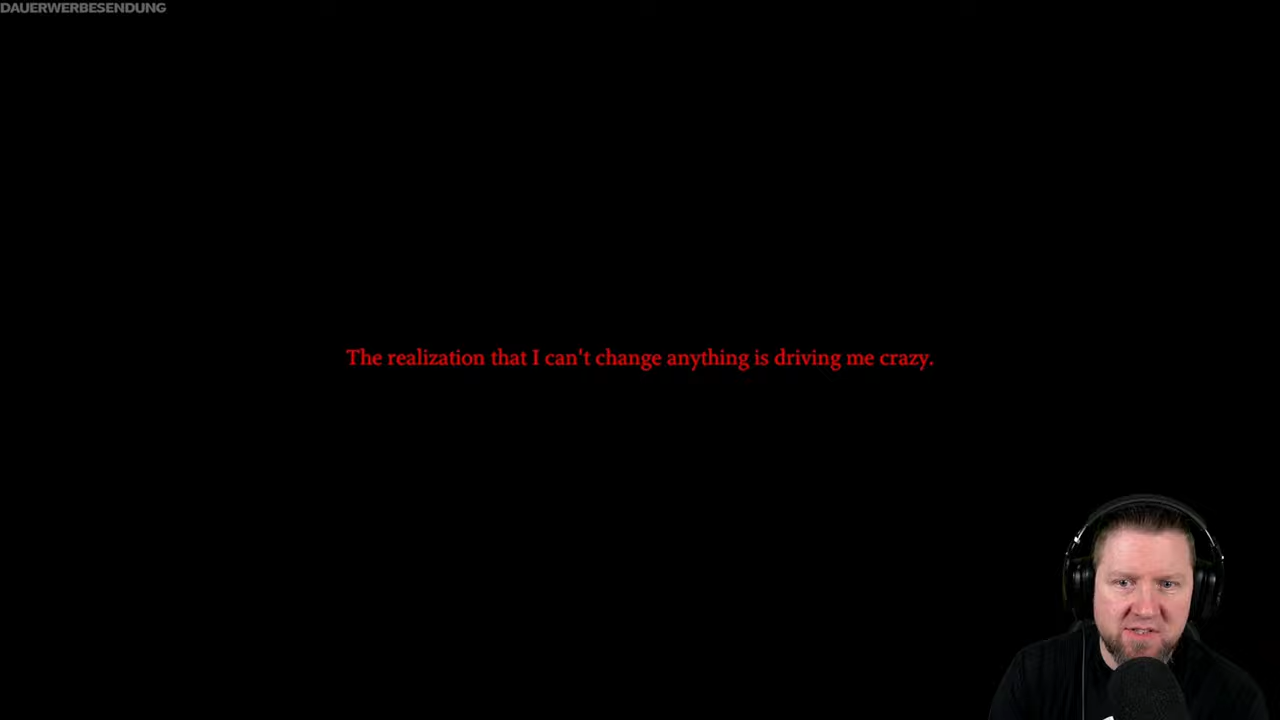 DAUERWERBESENDUNG
The realization that I can't change anything is driving me crazy.